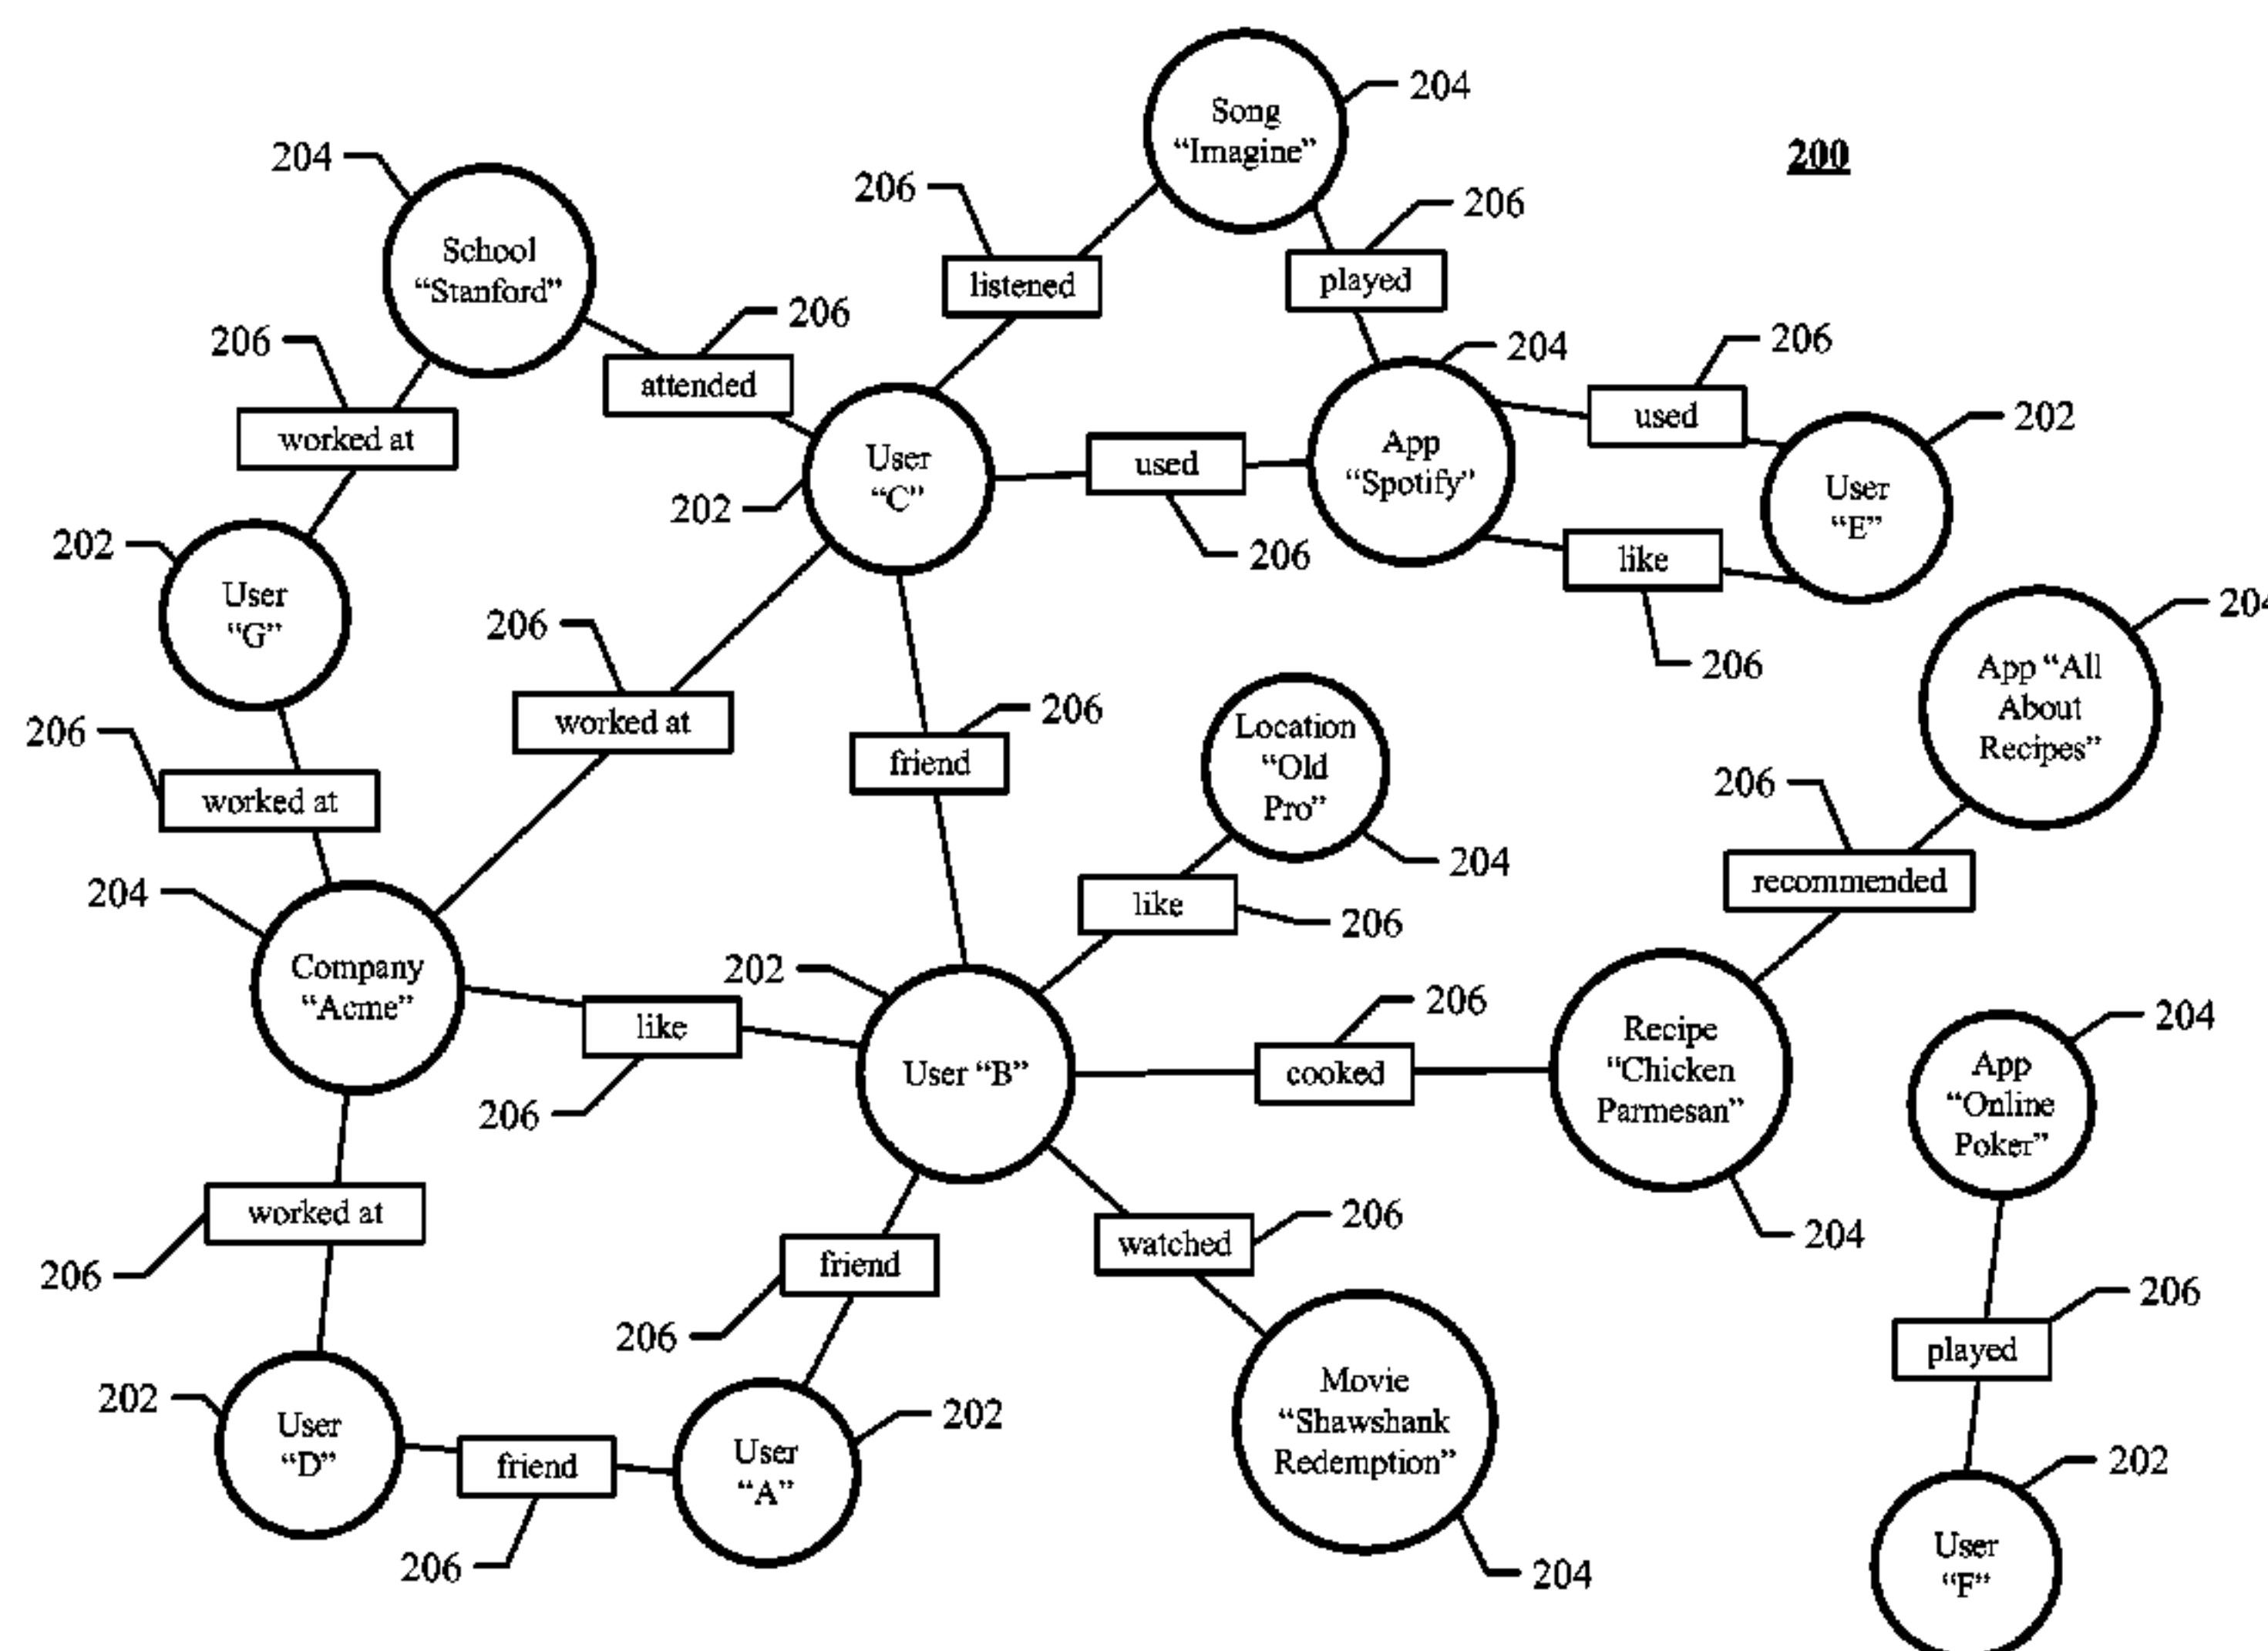 204
Song
“Imagine”
200
204
206
206
School
“Stanford”
listened
played
206
206
204
206
attended
used
202
worked at
User
“C”
used
App
“Spotify”
User
“E”
202
202
206
like
User
“G”
206
206
204
App “All
About
Recipes”
206
worked at
206
friend
Location
“Old
Pro”
206
worked at
204
recommended
204
like
206
Company
“Acme”
202
206
204
like
User “B”
cooked
Recipe
“Chicken
Parmesan”
App
“Online
Poker”
206
worked at
206
204
friend
watched
206
206
206
played
202
User
“D”
friend
User
“A”
202
Movie
“Shawshank
Redemption”
202
206
204
User
“F”